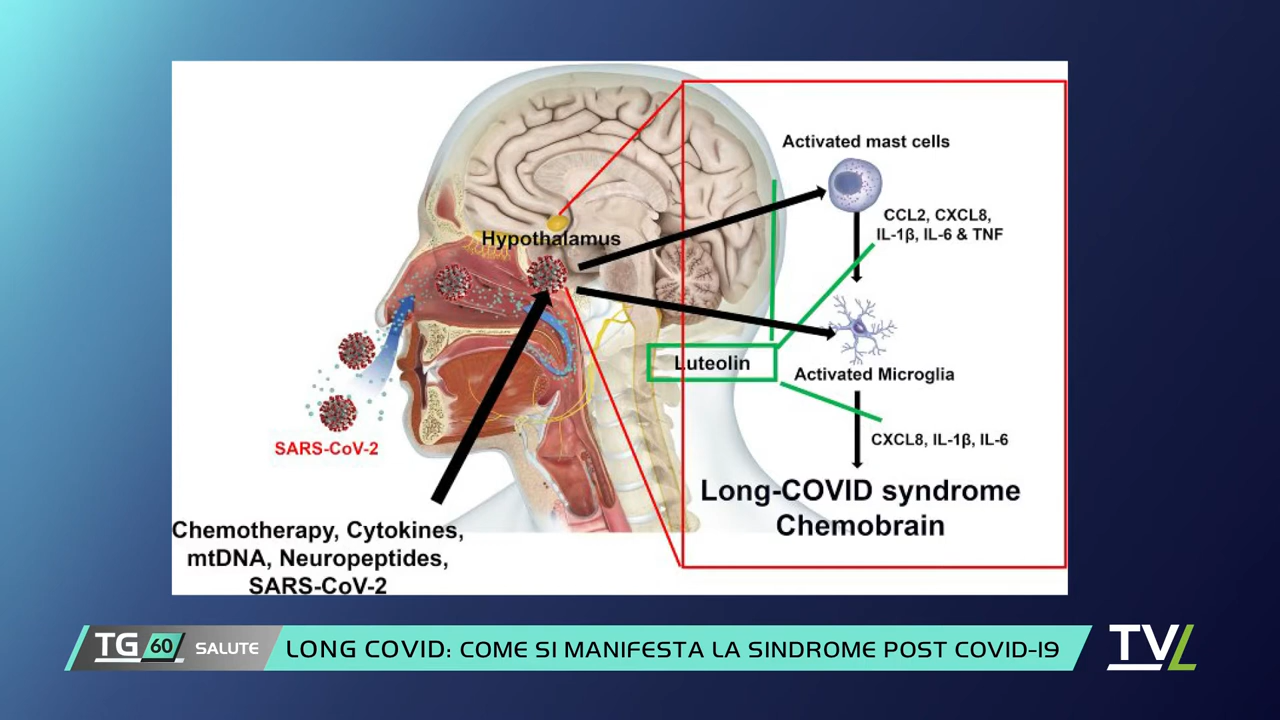 Activated mast cells
CCL2, CXCL8,
IL-1β, IL-6 & TNF
Hypothalamus
Luteolin
Activated Microglia
SARS-CoV-2
CXCL8, IL-1β, IL-6
Long-COVID syndrome
Chemobrain
Chemotherapy, Cytokines,
mtDNA, Neuropeptides,
SARS-CoV-2
TG 60 SALUTE
LONG COVID: COME SI MANIFESTA LA SINDROME POST COVID-19
TVL